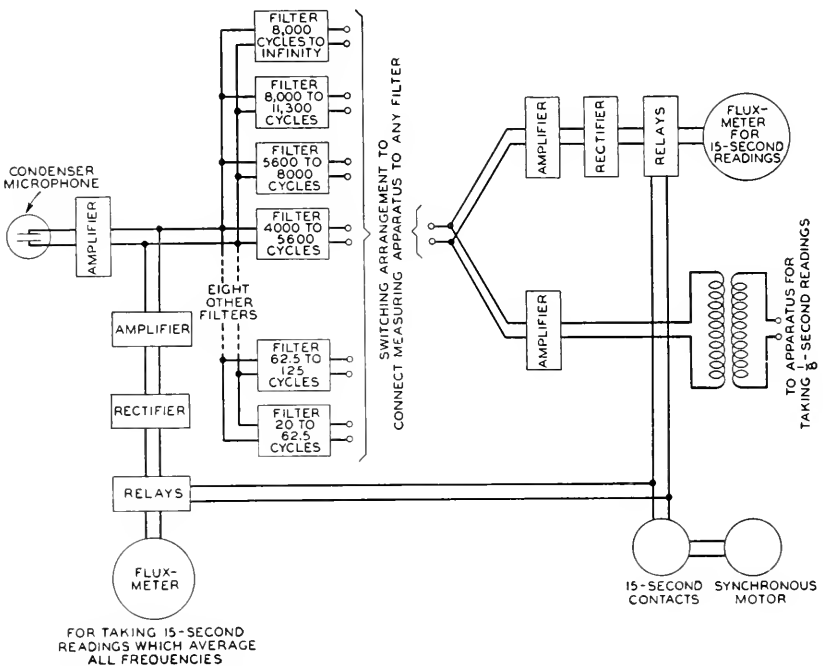 CONDENSER
MICROPHONE
AMPLIFIER
AMPLIFIER
RECTIFIER
RELAYS
FLUX-
METER
FOR TAKING 15-SECOND
READINGS WHICH AVERAGE
ALL FREQUENCIES
FILTER
8,000
CYCLES TO
INFINITY
FILTER
8,000 TO
11,300
CYCLES
FILTER
5600 TO
8000
CYCLES
FILTER
4000 TO
5600
CYCLES
EIGHT
OTHER
FILTERS
FILTER
62.5 TO
125
CYCLES
FILTER
20 TO
62.5
CYCLES
SWITCHING ARRANGEMENT TO
CONNECT MEASURING APPARATUS TO ANY FILTER
AMPLIFIER
RECTIFIER
RELAYS
FLUX-
METER
FOR
15-SECOND
READINGS
AMPLIFIER
TO APPARATUS FOR
TAKING 1/8-SECOND READINGS
15-SECOND
CONTACTS
SYNCHRONOUS
MOTOR